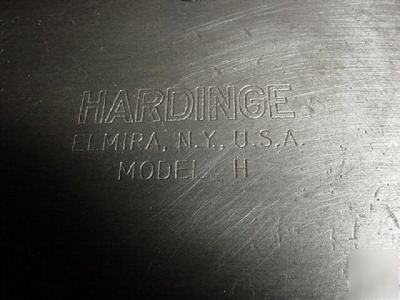 HARDINGE
ELMIRA, N.Y., U.S.A.
MODEL H